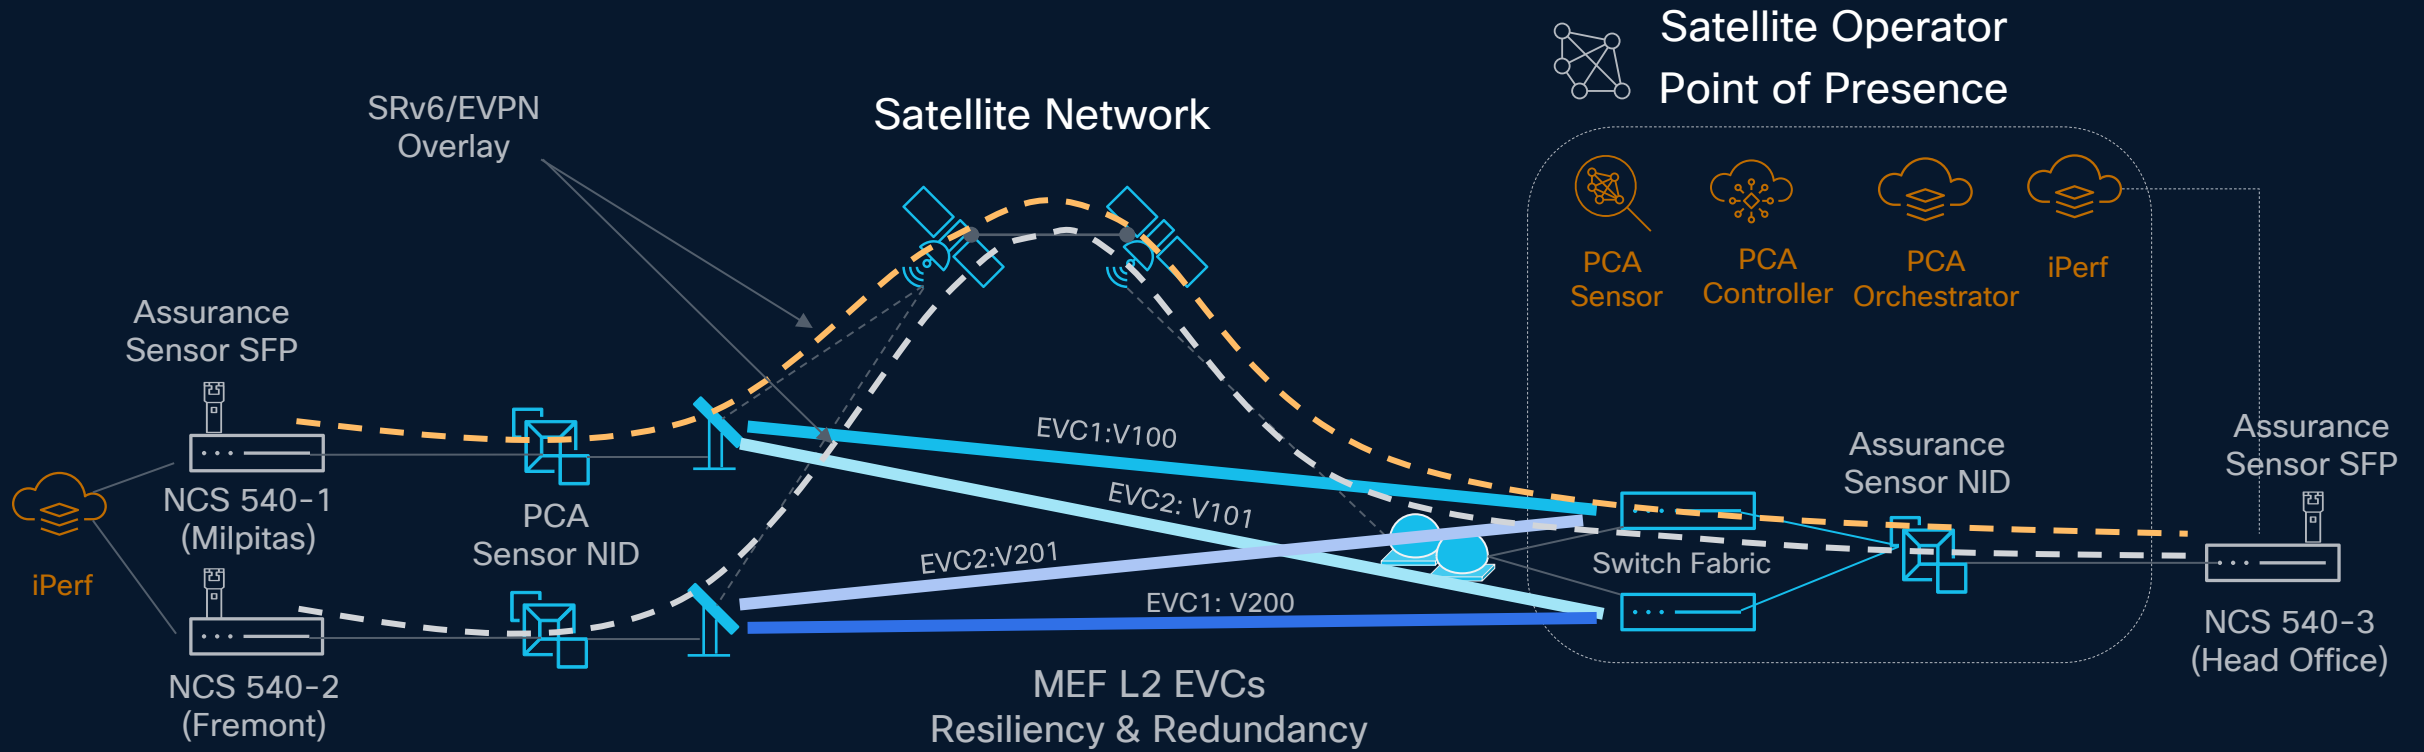 Satellite Operator
Point of Presence
SRv6/EVPN
Overlay
Satellite Network
PCA
Sensor
PCA
Controller
PCA
Orchestrator
iPerf
Assurance
Sensor SFP
NCS 540-1
(Milpitas)
PCA
Sensor NID
iPerf
NCS 540-2
(Fremont)
EVC1:V100
EVC2: V101
EVC2:V201
EVC1: V200
MEF L2 EVCs
Resiliency & Redundancy
Switch Fabric
Assurance
Sensor NID
Assurance
Sensor SFP
NCS 540-3
(Head Office)